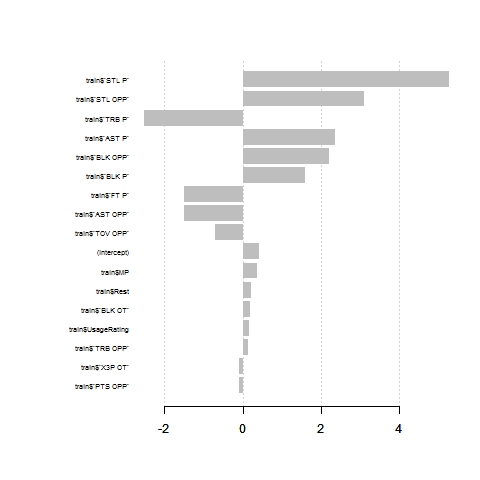 train$`STL P`
train$`STL OPP`
train$`TRB P`
train$`AST P`
train$`BLK OPP`
train$`BLK P`
train$`FT P`
train$`AST OPP`
train$`TOV OPP`
(Intercept)
train$MP
train$Rest
train$`BLK OT`
train$UsageRating
train$`TRB OPP`
train$`X3P OT`
train$`PTS OPP`
-2 0 2 4